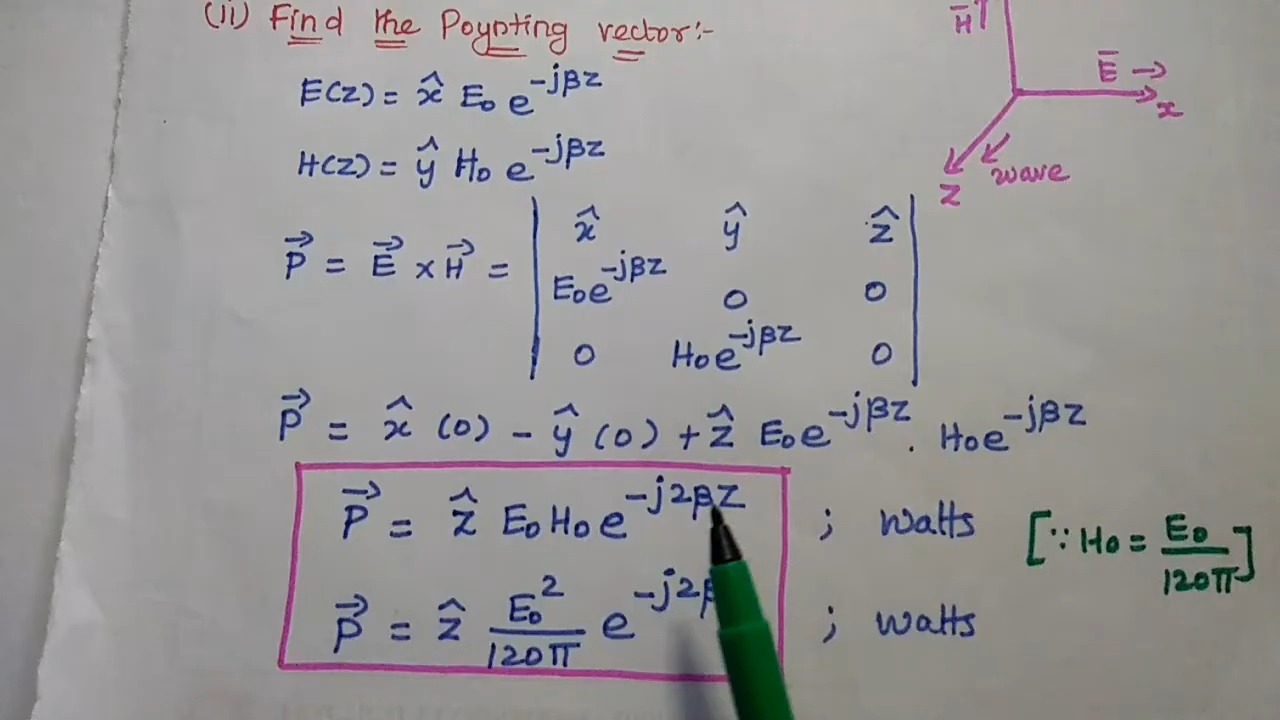 (ii) Find the Poynting vector:-
H̄↑
E(z) = x̂ E₀ e^-jβz
Ē →
x
H(z) = ŷ H₀ e^-jβz
wave
z
P⃗ = E⃗ × H⃗ = | x̂ ŷ ẑ |
| E₀e^-jβz 0 0 |
| 0 H₀e^-jβz 0 |
P⃗ = x̂ (0) - ŷ (0) + ẑ E₀e^-jβz . H₀e^-jβz
P⃗ = ẑ E₀H₀e^-j2βz ; watts [∵ H₀ = E₀/120π]
P⃗ = ẑ E₀²/120π e^-j2β ; watts